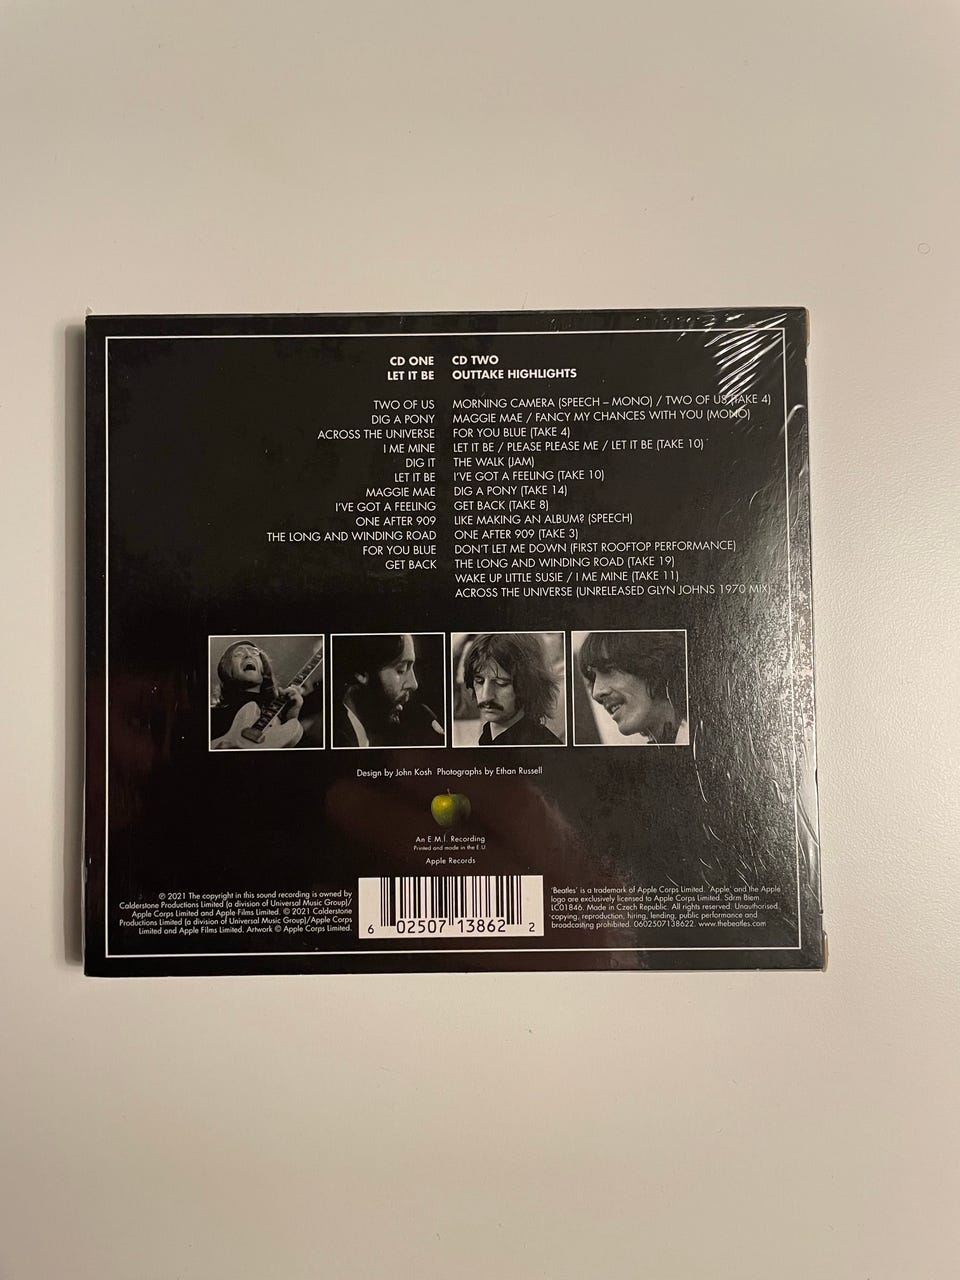 CD ONE
LET IT BE
TWO OF US
DIG A PONY
ACROSS THE UNIVERSE
I ME MINE
DIG IT
LET IT BE
MAGGIE MAE
I'VE GOT A FEELING
ONE AFTER 909
THE LONG AND WINDING ROAD
FOR YOU BLUE
GET BACK
CD TWO
OUTTAKE HIGHLIGHTS
MORNING CAMERA (SPEECH – MONO) / TWO OF US (TAKE 4)
MAGGIE MAE / FANCY MY CHANCES WITH YOU (MONO)
FOR YOU BLUE (TAKE 4)
LET IT BE / PLEASE PLEASE ME / LET IT BE (TAKE 10)
THE WALK (JAM)
I'VE GOT A FEELING (TAKE 10)
DIG A PONY (TAKE 14)
GET BACK (TAKE 8)
LIKE MAKING AN ALBUM? (SPEECH)
ONE AFTER 909 (TAKE 3)
DON'T LET ME DOWN (FIRST ROOFTOP PERFORMANCE)
THE LONG AND WINDING ROAD (TAKE 19)
WAKE UP LITTLE SUSIE / I ME MINE (TAKE 11)
ACROSS THE UNIVERSE (UNRELEASED GLYN JOHNS 1970 MIX)
Design by John Kosh Photographs by Ethan Russell
An E.M.I. Recording
Printed and made in the E.U.
Apple Records
℗ 2021 The copyright in this sound recording is owned by
Calderstone Productions Limited (a division of Universal Music Group)/
Apple Corps Limited and Apple Films Limited. © 2021 Calderstone
Productions Limited (a division of Universal Music Group)/Apple Corps
Limited and Apple Films Limited. Artwork © Apple Corps Limited.
6 02507 13862 2
'Beatles' is a trademark of Apple Corps Limited. 'Apple' and the Apple
logo are exclusively licensed to Apple Corps Limited. Sdrm Biem.
LC01846. Made in Czech Republic. All rights reserved. Unauthorised
copying, reproduction, hiring, lending, public performance and
broadcasting prohibited. 0602507138622. www.thebeatles.com